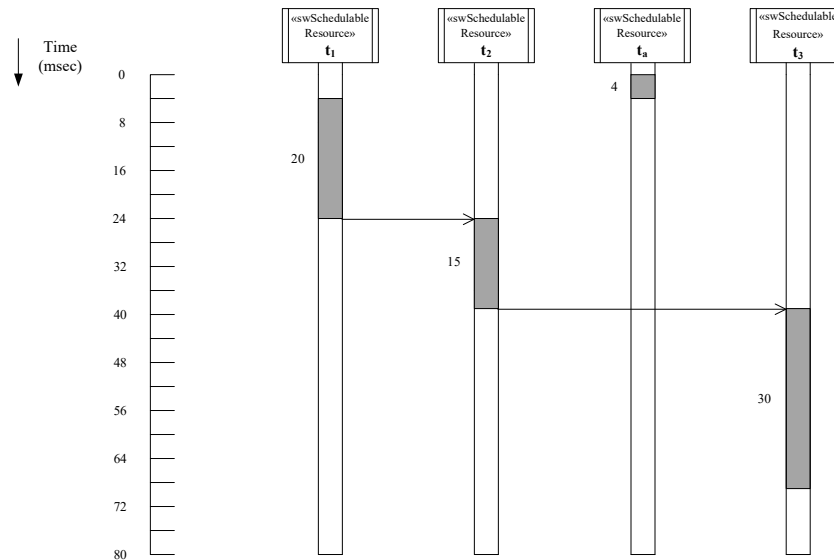 Time
(msec)
«swSchedulable
Resource»
t₁
«swSchedulable
Resource»
t₂
«swSchedulable
Resource»
tₐ
«swSchedulable
Resource»
t₃
0
8
16
24
32
40
48
56
64
72
80
20
15
4
30